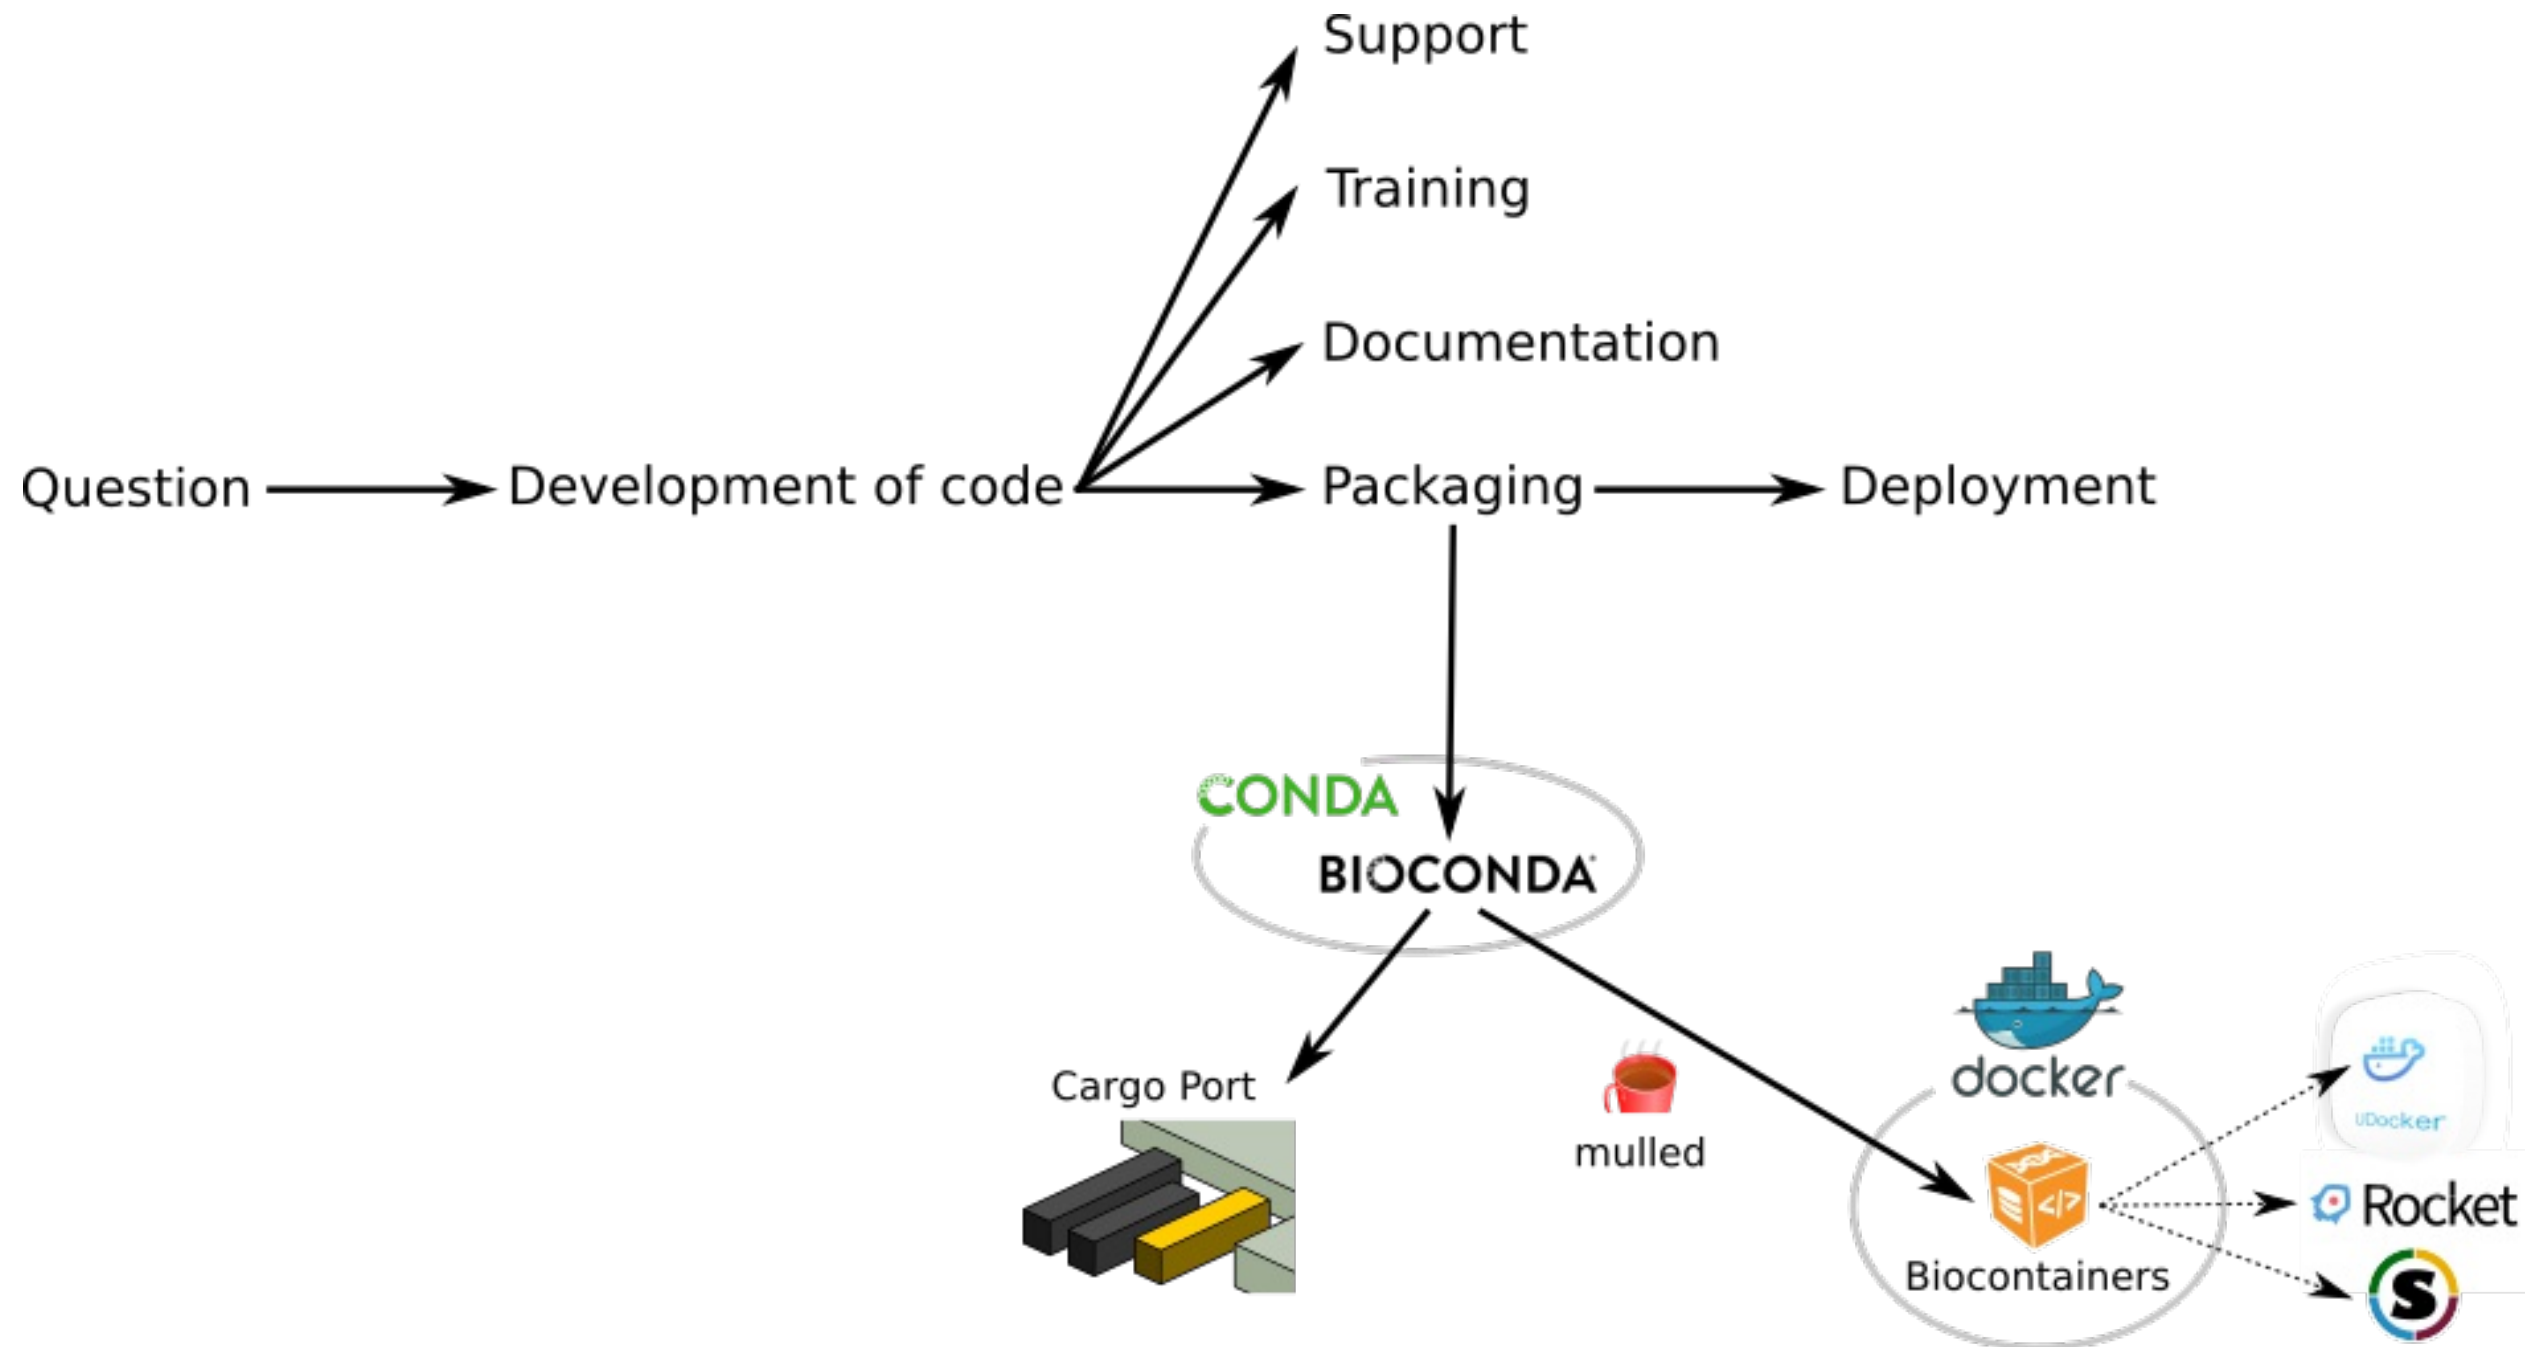 Support
Training
Documentation
Question
Development of code
Packaging
Deployment
CONDA
BIOCONDA
Cargo Port
mulled
docker
Biocontainers
</>
UDocker
Rocket
S